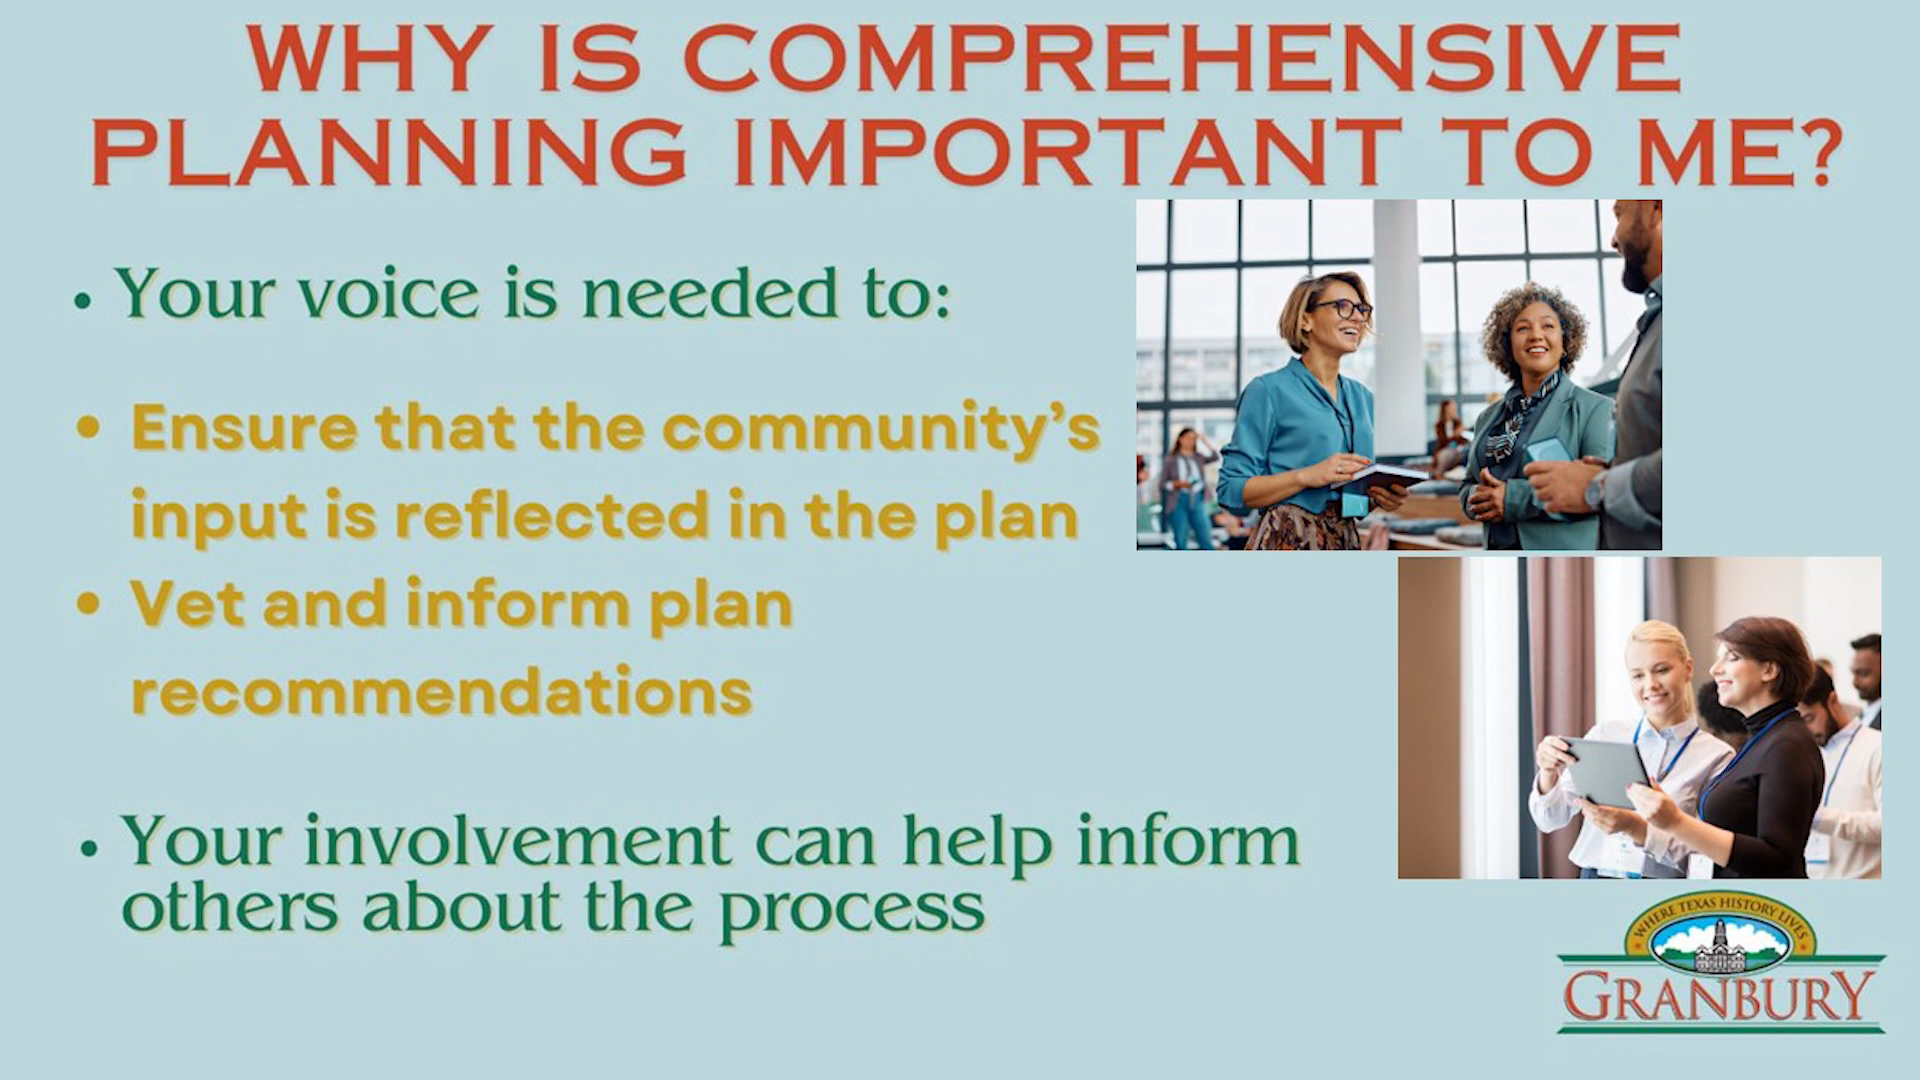 WHY IS COMPREHENSIVE
PLANNING IMPORTANT TO ME?
• Your voice is needed to:
• Ensure that the community’s
input is reflected in the plan
• Vet and inform plan
recommendations
• Your involvement can help inform
others about the process
WHERE TEXAS HISTORY LIVES
GRANBURY